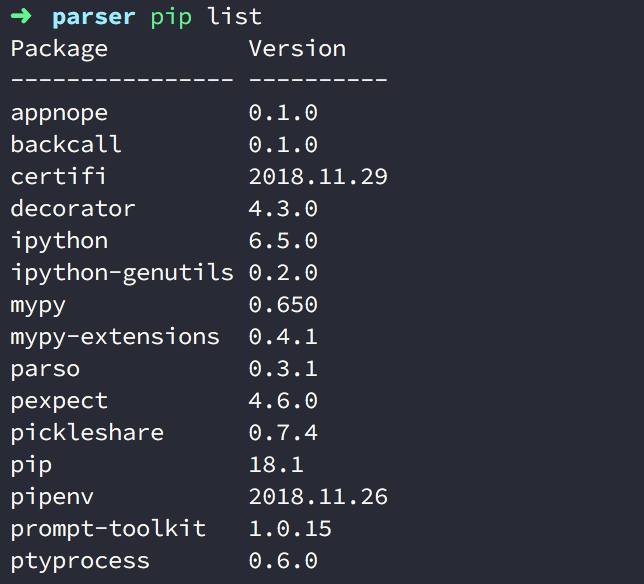 ➜  parser pip list
Package          Version
---------------- ----------
appnope          0.1.0
backcall         0.1.0
certifi          2018.11.29
decorator        4.3.0
ipython          6.5.0
ipython-genutils 0.2.0
mypy             0.650
mypy-extensions  0.4.1
parso            0.3.1
pexpect          4.6.0
pickleshare      0.7.4
pip              18.1
pipenv           2018.11.26
prompt-toolkit   1.0.15
ptyprocess       0.6.0